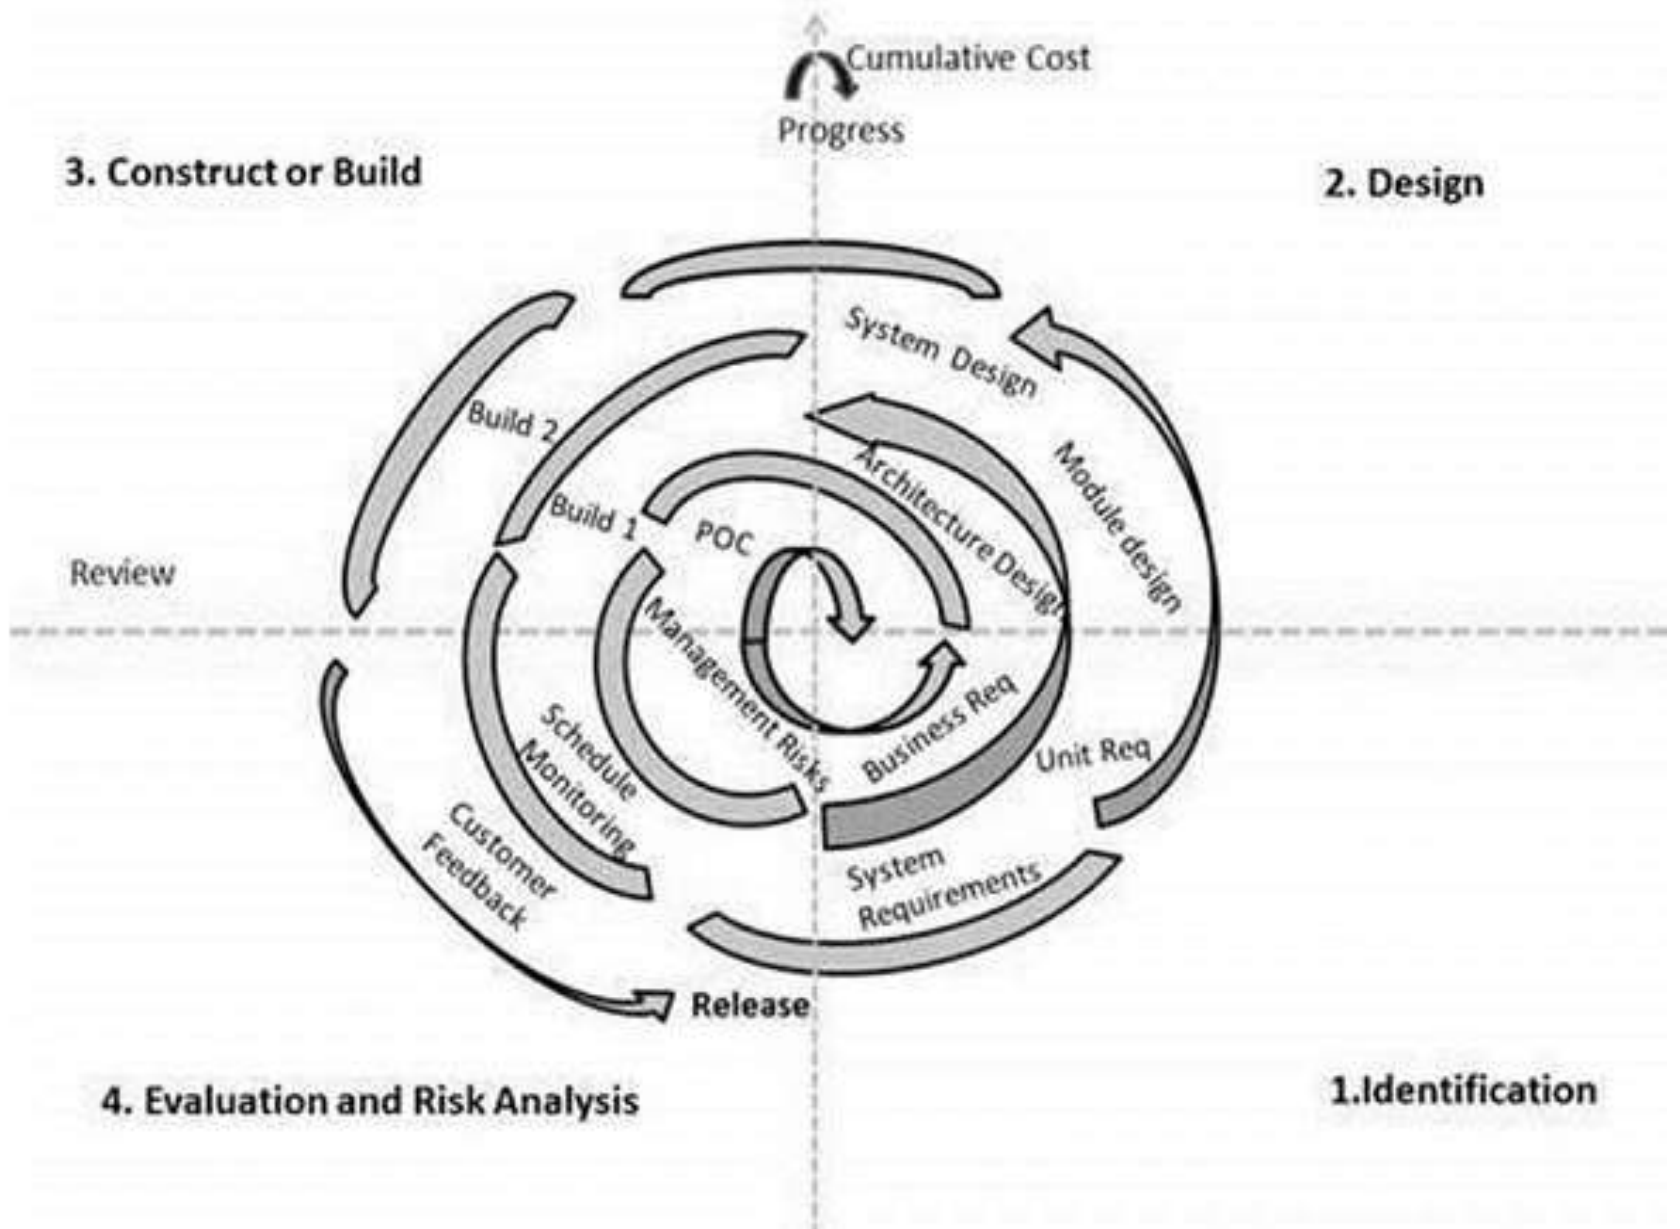 Cumulative Cost
Progress
3. Construct or Build
2. Design
System Design
Build 2
Module design
Architecture Design
Build 1
POC
Review
Management Risks
Business Req
Schedule
Monitoring
Unit Req
Customer
Feedback
System
Requirements
Release
4. Evaluation and Risk Analysis
1.Identification